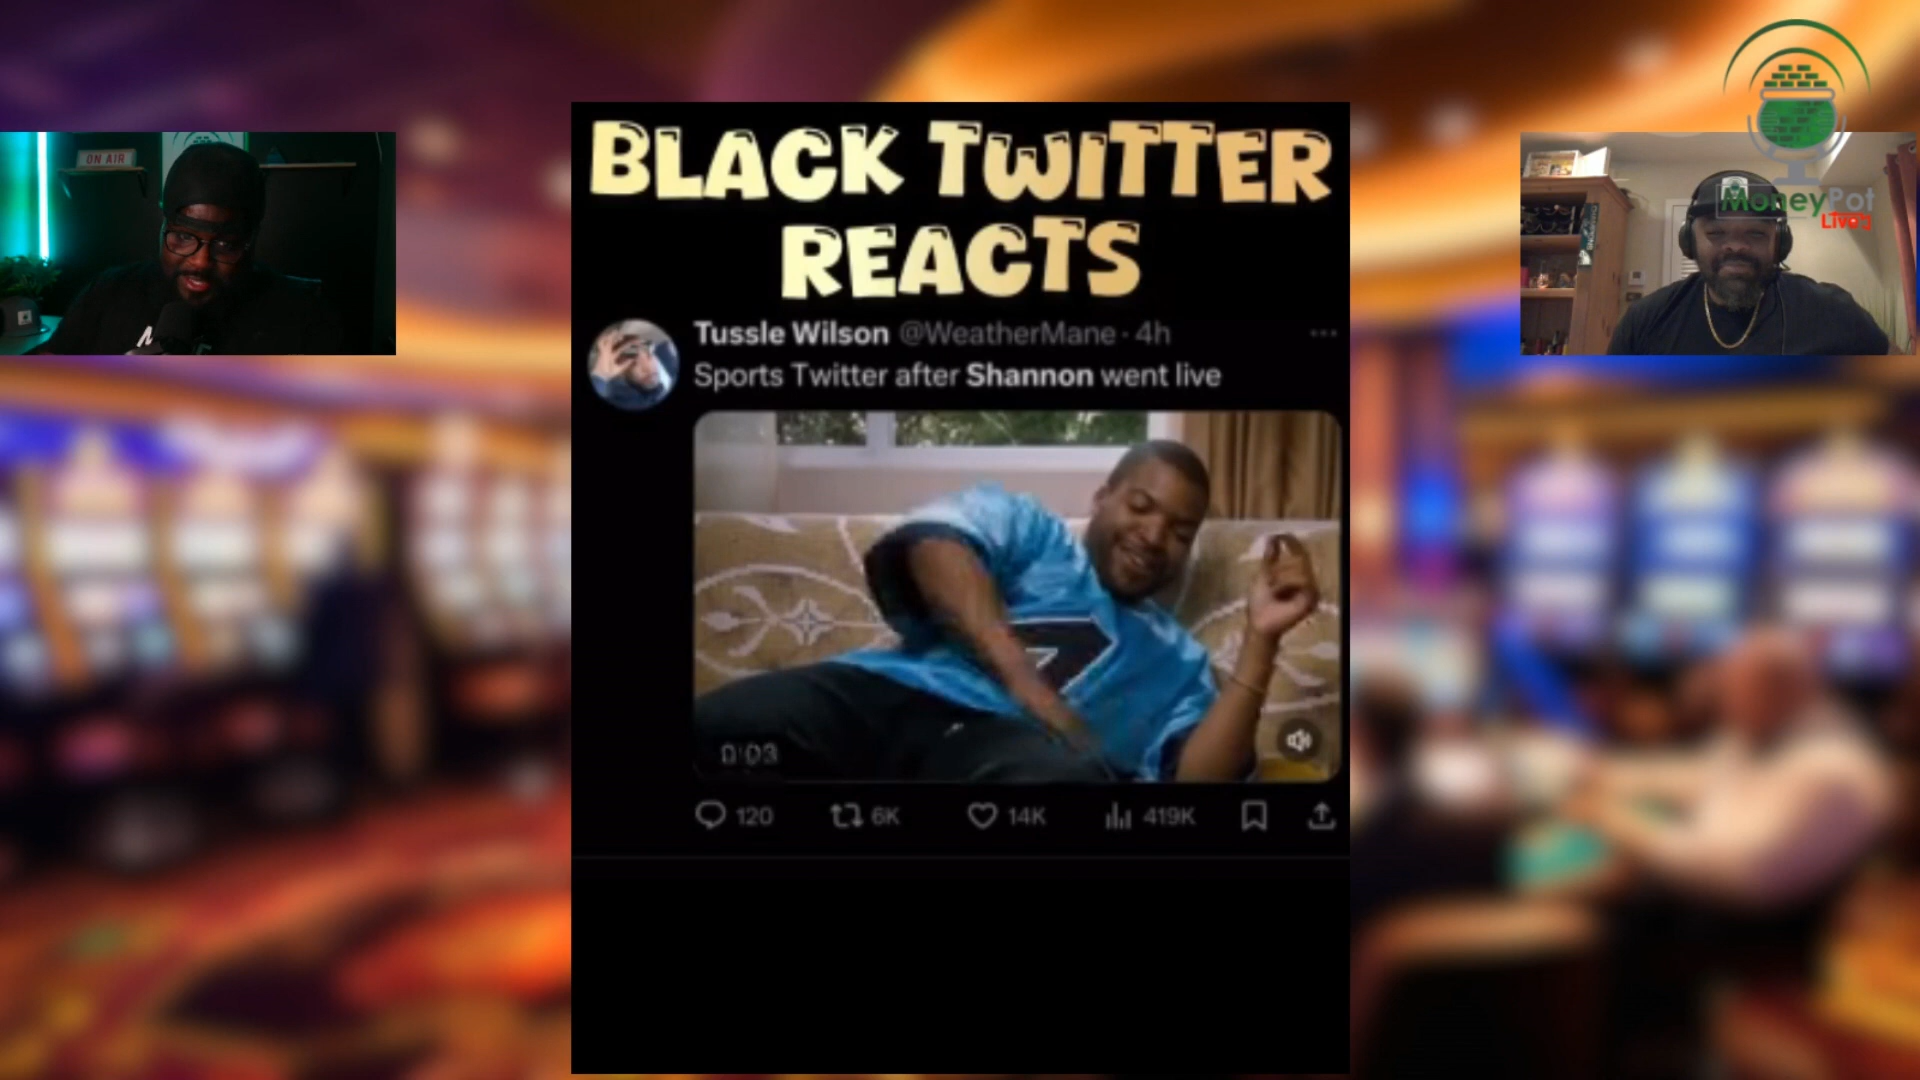 BLACK TWITTER
REACTS
Tussle Wilson @WeatherMane · 4h
Sports Twitter after Shannon went live
0:03
120 6K 14K 419K
ON AIR
MoneyPot
Live's